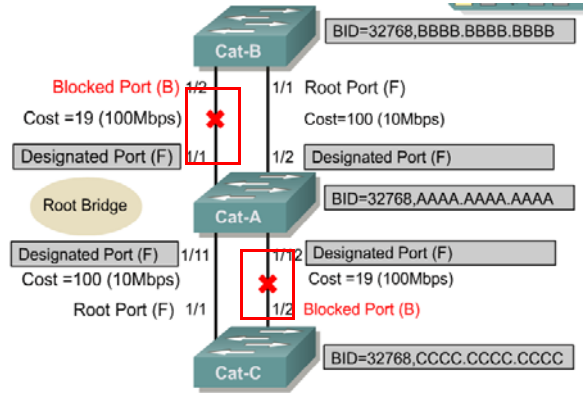 BID=32768,BBBB.BBBB.BBBB
Cat-B
Blocked Port (B) 1/2 1/1 Root Port (F)
Cost =19 (100Mbps) Cost=100 (10Mbps)
Designated Port (F) 1/1 1/2 Designated Port (F)
Root Bridge
BID=32768,AAAA.AAAA.AAAA
Cat-A
Designated Port (F) 1/11 1/12 Designated Port (F)
Cost =100 (10Mbps) Cost =19 (100Mbps)
Root Port (F) 1/1 1/2 Blocked Port (B)
BID=32768,CCCC.CCCC.CCCC
Cat-C